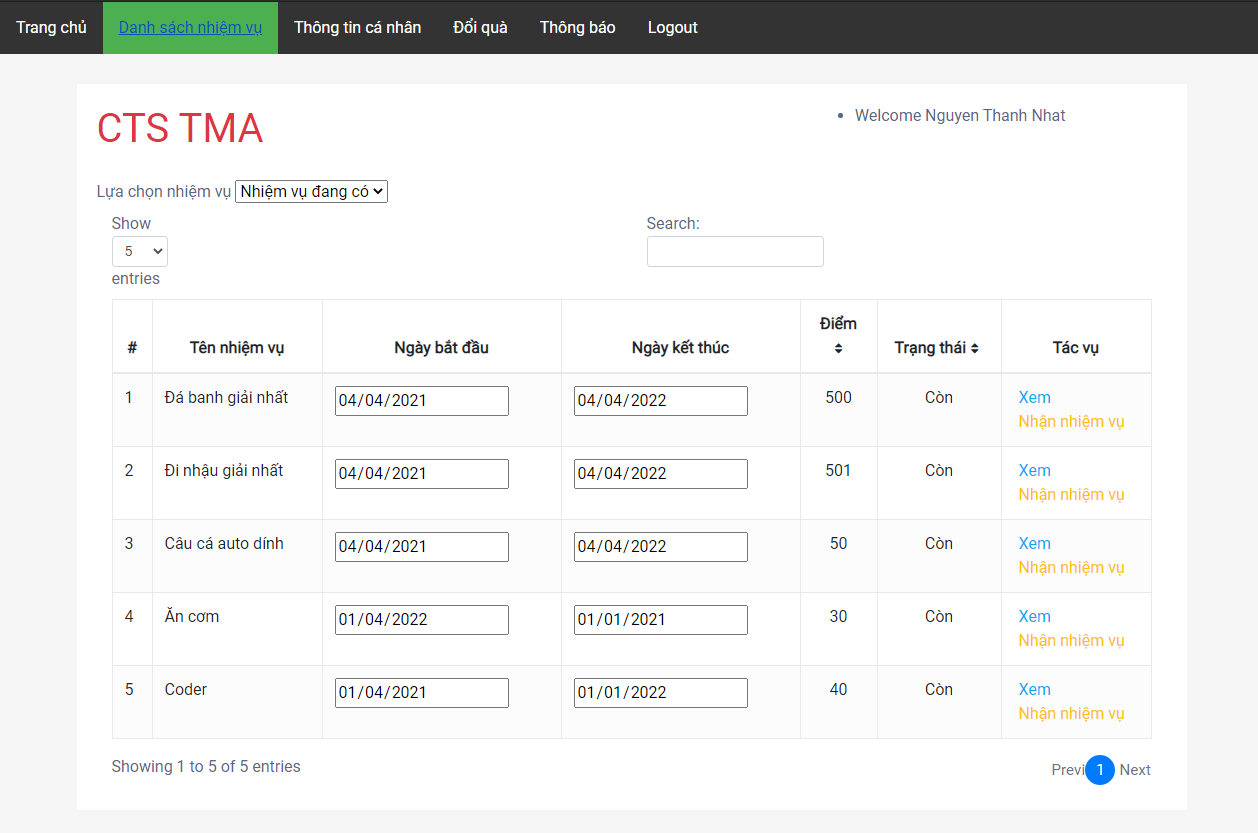 Trang chủ Danh sách nhiệm vụ Thông tin cá nhân Đổi quà Thông báo Logout
CTS TMA
Welcome Nguyen Thanh Nhat
Lựa chọn nhiệm vụ Nhiệm vụ đang có
Show
5
entries
Search:
# Tên nhiệm vụ Ngày bắt đầu Ngày kết thúc Điểm Trạng thái Tác vụ
1 Đá banh giải nhất 04/04/2021 04/04/2022 500 Còn Xem
Nhận nhiệm vụ
2 Đi nhậu giải nhất 04/04/2021 04/04/2022 501 Còn Xem
Nhận nhiệm vụ
3 Câu cá auto dính 04/04/2021 04/04/2022 50 Còn Xem
Nhận nhiệm vụ
4 Ăn cơm 01/04/2022 01/01/2021 30 Còn Xem
Nhận nhiệm vụ
5 Coder 01/04/2021 01/01/2022 40 Còn Xem
Nhận nhiệm vụ
Showing 1 to 5 of 5 entries
Previ 1 Next